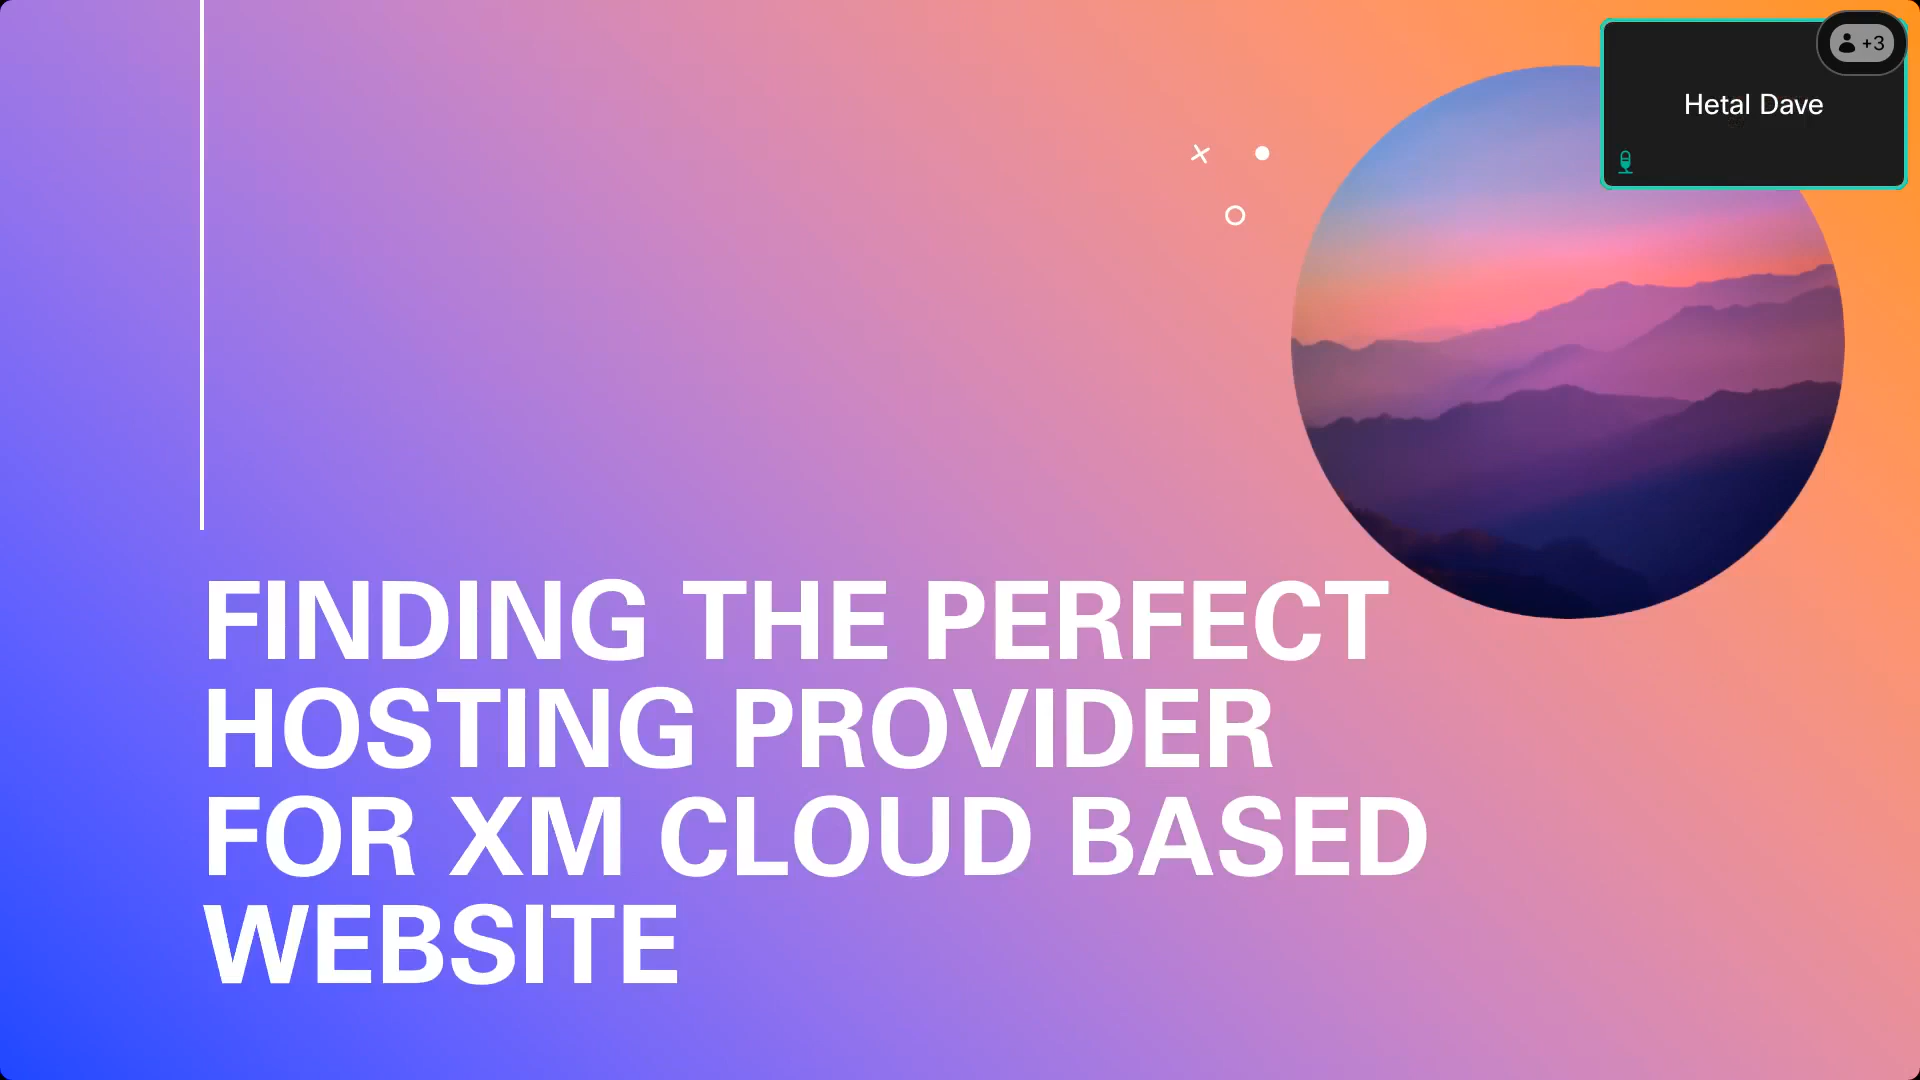 +3
Hetal Dave
FINDING THE PERFECT
HOSTING PROVIDER
FOR XM CLOUD BASED
WEBSITE